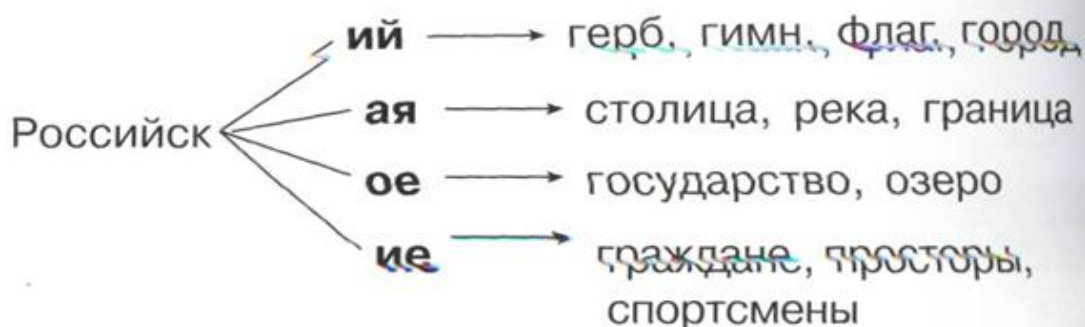 ий → герб, гимн, флаг, город
ая → столица, река, граница
Российск
ое → государство, озеро
ие → граждане, просторы,
спортсмены